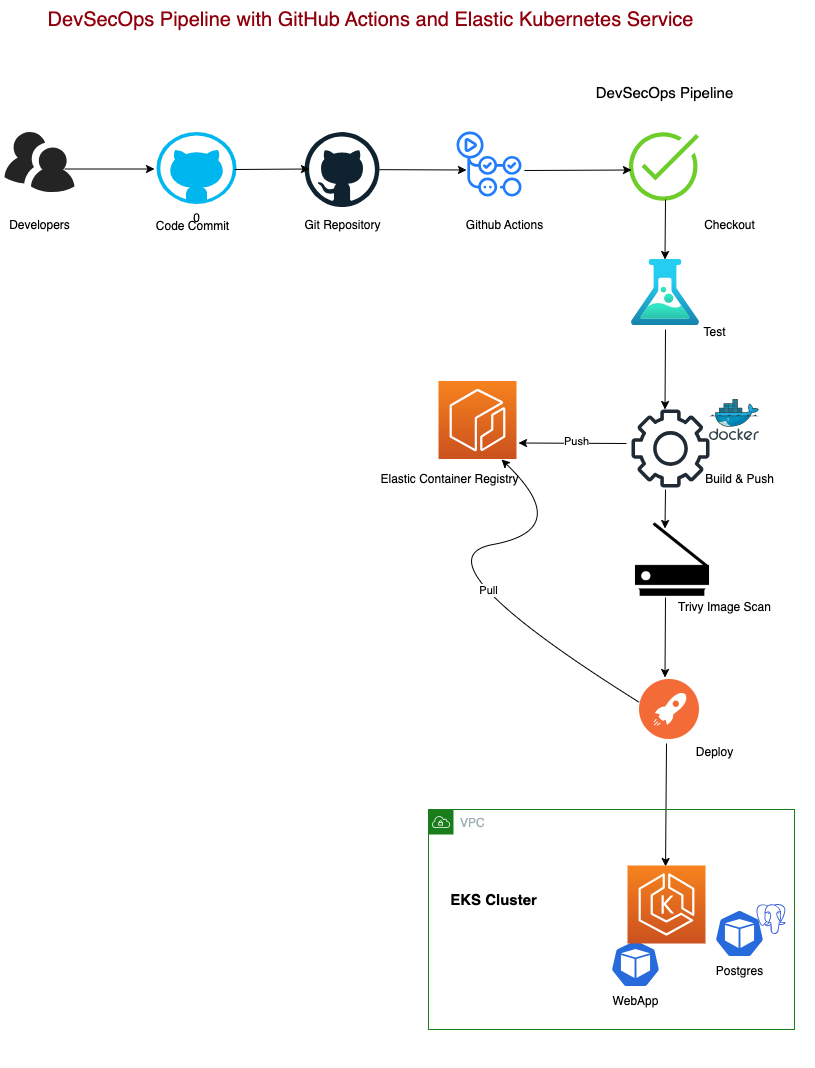 DevSecOps Pipeline with GitHub Actions and Elastic Kubernetes Service
DevSecOps Pipeline
Developers
0
Code Commit
Git Repository
Github Actions
Checkout
Test
docker
Push
Elastic Container Registry
Build & Push
Pull
Trivy Image Scan
Deploy
VPC
EKS Cluster
K
Postgres
WebApp